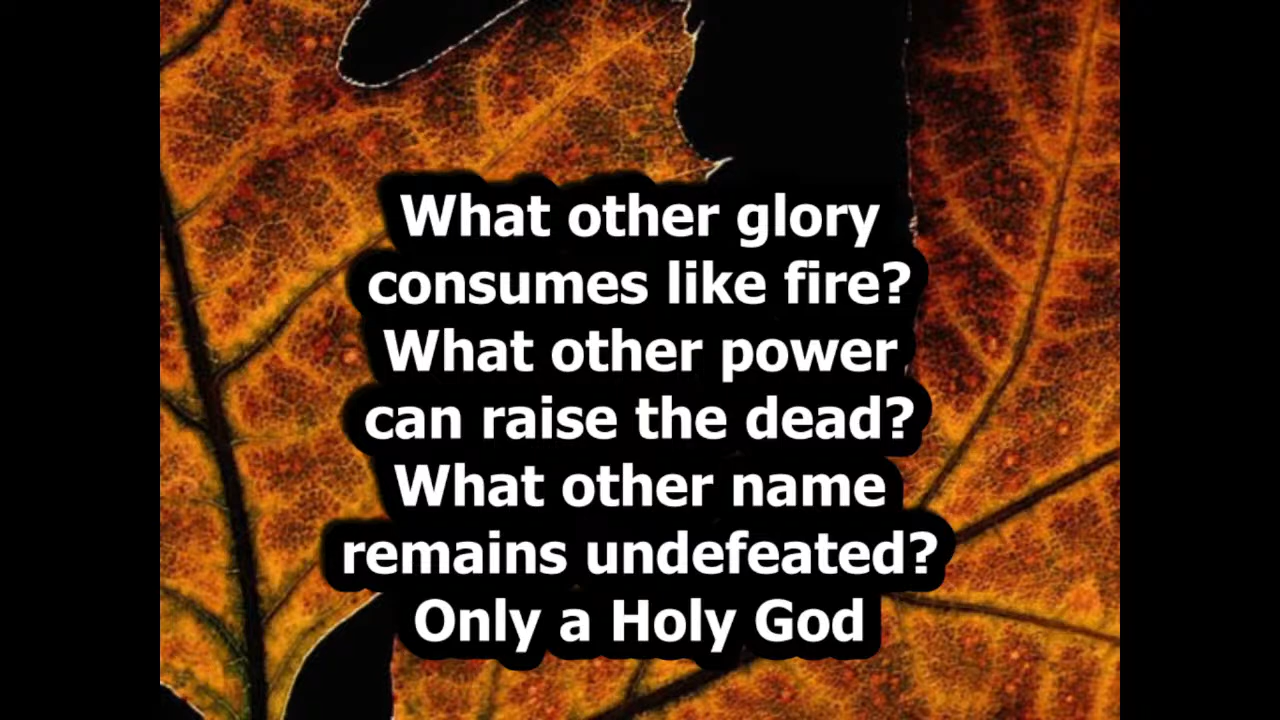 What other glory
consumes like fire?
What other power
can raise the dead?
What other name
remains undefeated?
Only a Holy God